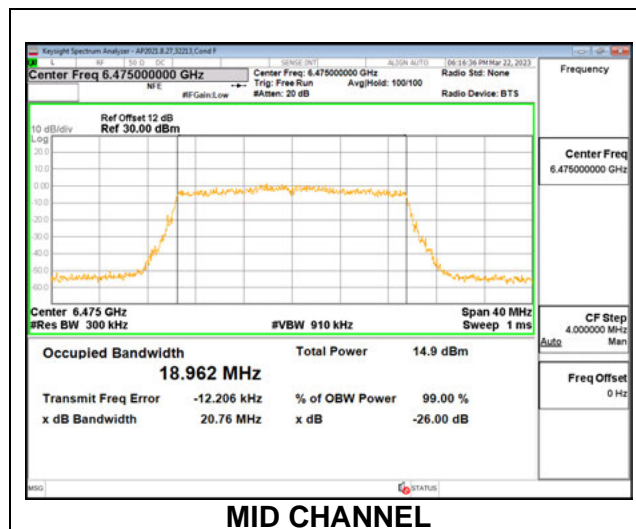 Keysight Spectrum Analyzer - AP2021.8.27,32213,Cond F
L RF 50 Ω DC SENSE:INT ALIGN AUTO 06:16:36 PM Mar 22, 2023
Center Freq 6.475000000 GHz Center Freq: 6.475000000 GHz Radio Std: None Frequency
NFE Trig: Free Run Avg|Hold: 100/100
#IFGain:Low #Atten: 20 dB Radio Device: BTS
Ref Offset 12 dB
10 dB/div Ref 30.00 dBm
Log
20.0
10.0
0.00
-10.0
-20.0
-30.0
-40.0
-50.0
-60.0
Center Freq
6.475000000 GHz
Center 6.475 GHz Span 40 MHz
#Res BW 300 kHz #VBW 910 kHz Sweep 1 ms
CF Step
4.000000 MHz
Auto Man
Occupied Bandwidth Total Power 14.9 dBm
18.962 MHz
Freq Offset
0 Hz
Transmit Freq Error -12.206 kHz % of OBW Power 99.00 %
x dB Bandwidth 20.76 MHz x dB -26.00 dB
MSG STATUS
MID CHANNEL